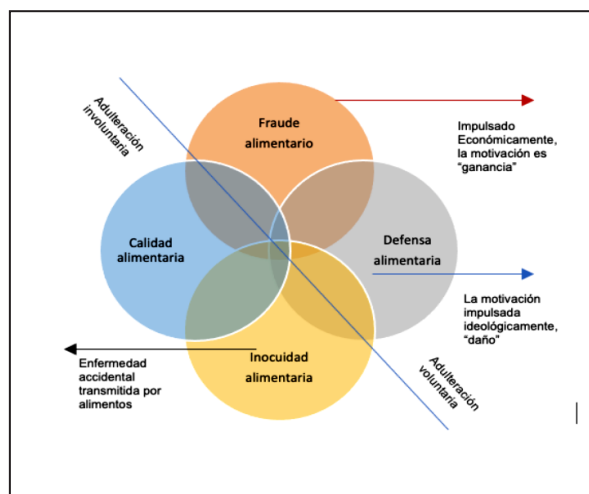 Adulteración
involuntaria
Fraude
alimentario
Impulsado
Económicamente,
la motivación es
“ganancia”
Calidad
alimentaria
Defensa
alimentaria
La motivación
impulsada
ideológicamente,
“daño”
Inocuidad
alimentaria
Enfermedad
accidental
transmitida por
alimentos
Adulteración
voluntaria